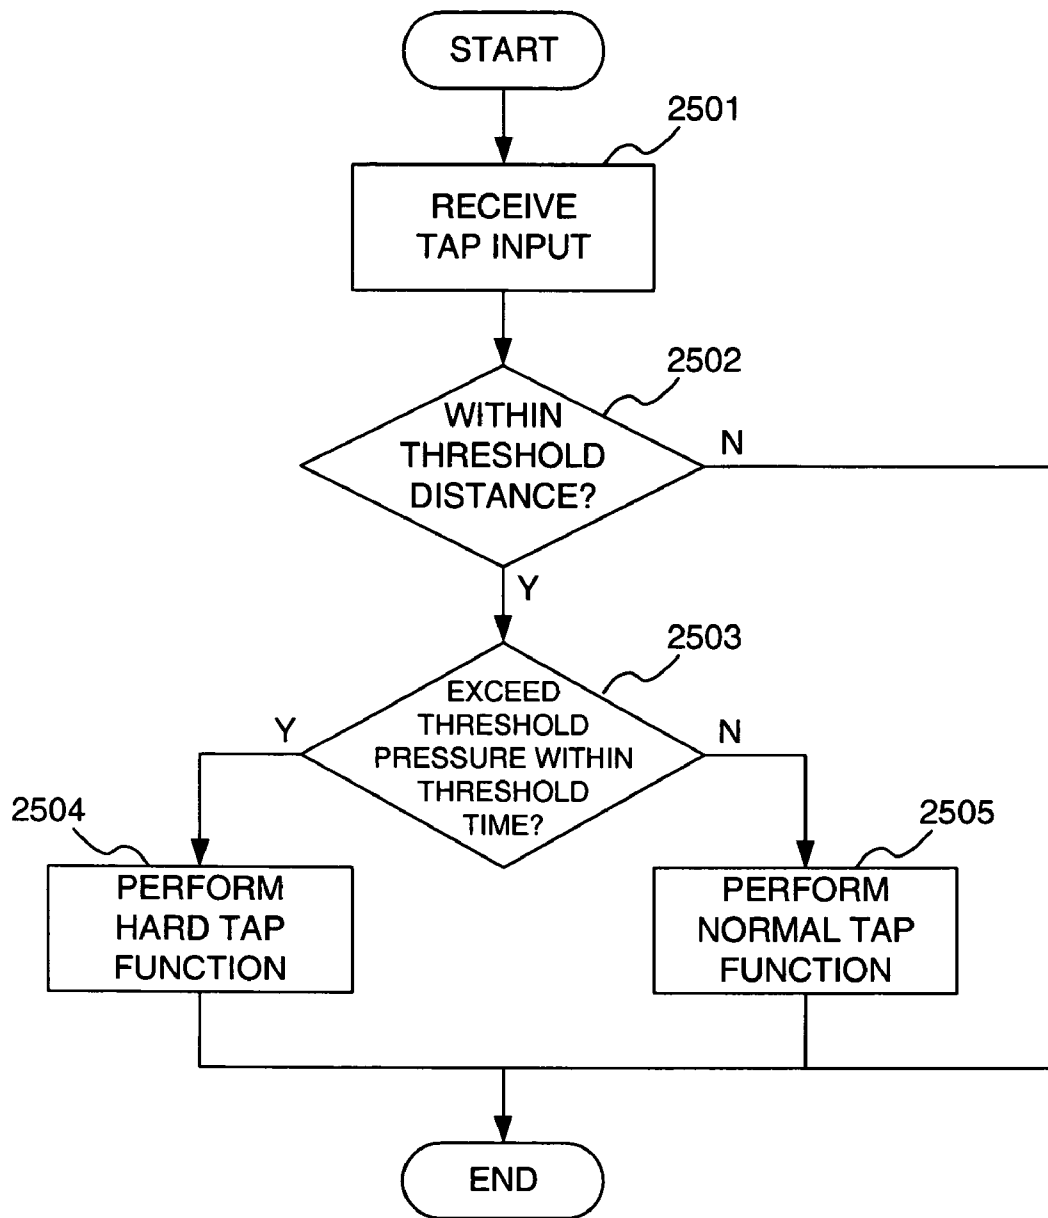 START
2501
RECEIVE
TAP INPUT
2502
WITHIN
THRESHOLD
DISTANCE?
N
Y
2503
EXCEED
THRESHOLD
PRESSURE WITHIN
THRESHOLD
TIME?
Y
N
2504
PERFORM
HARD TAP
FUNCTION
2505
PERFORM
NORMAL TAP
FUNCTION
END